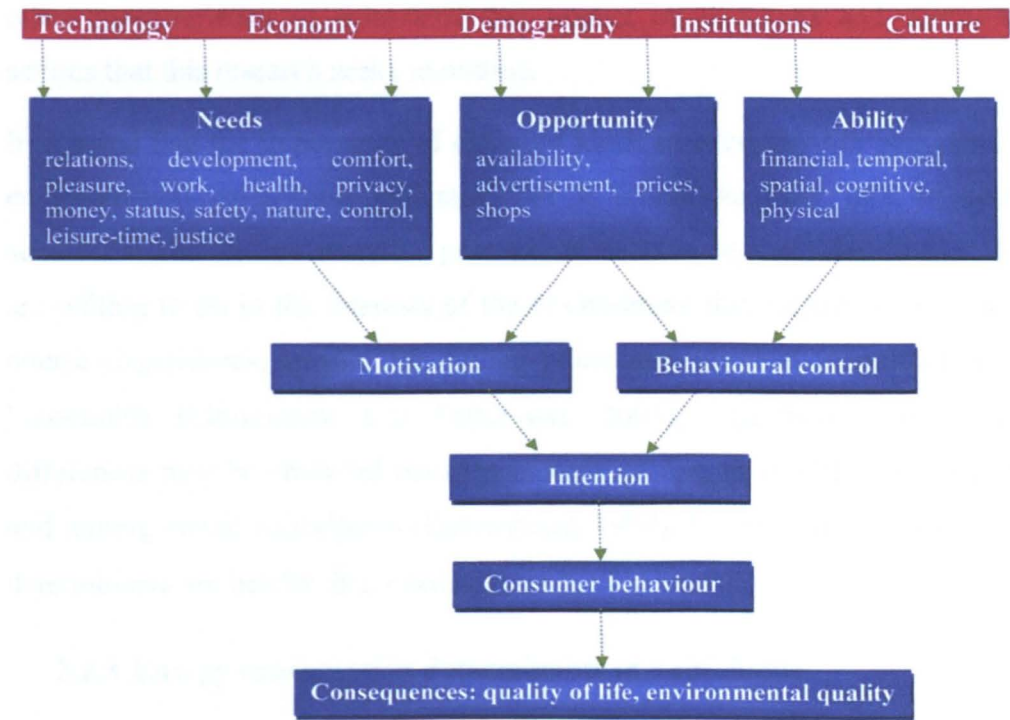 Technology Economy Demography Institutions Culture
Needs
relations, development, comfort,
pleasure, work, health, privacy,
money, status, safety, nature, control,
leisure-time, justice
Opportunity
availability,
advertisement, prices,
shops
Ability
financial, temporal,
spatial, cognitive,
physical
Motivation
Behavioural control
Intention
Consumer behaviour
Consequences: quality of life, environmental quality